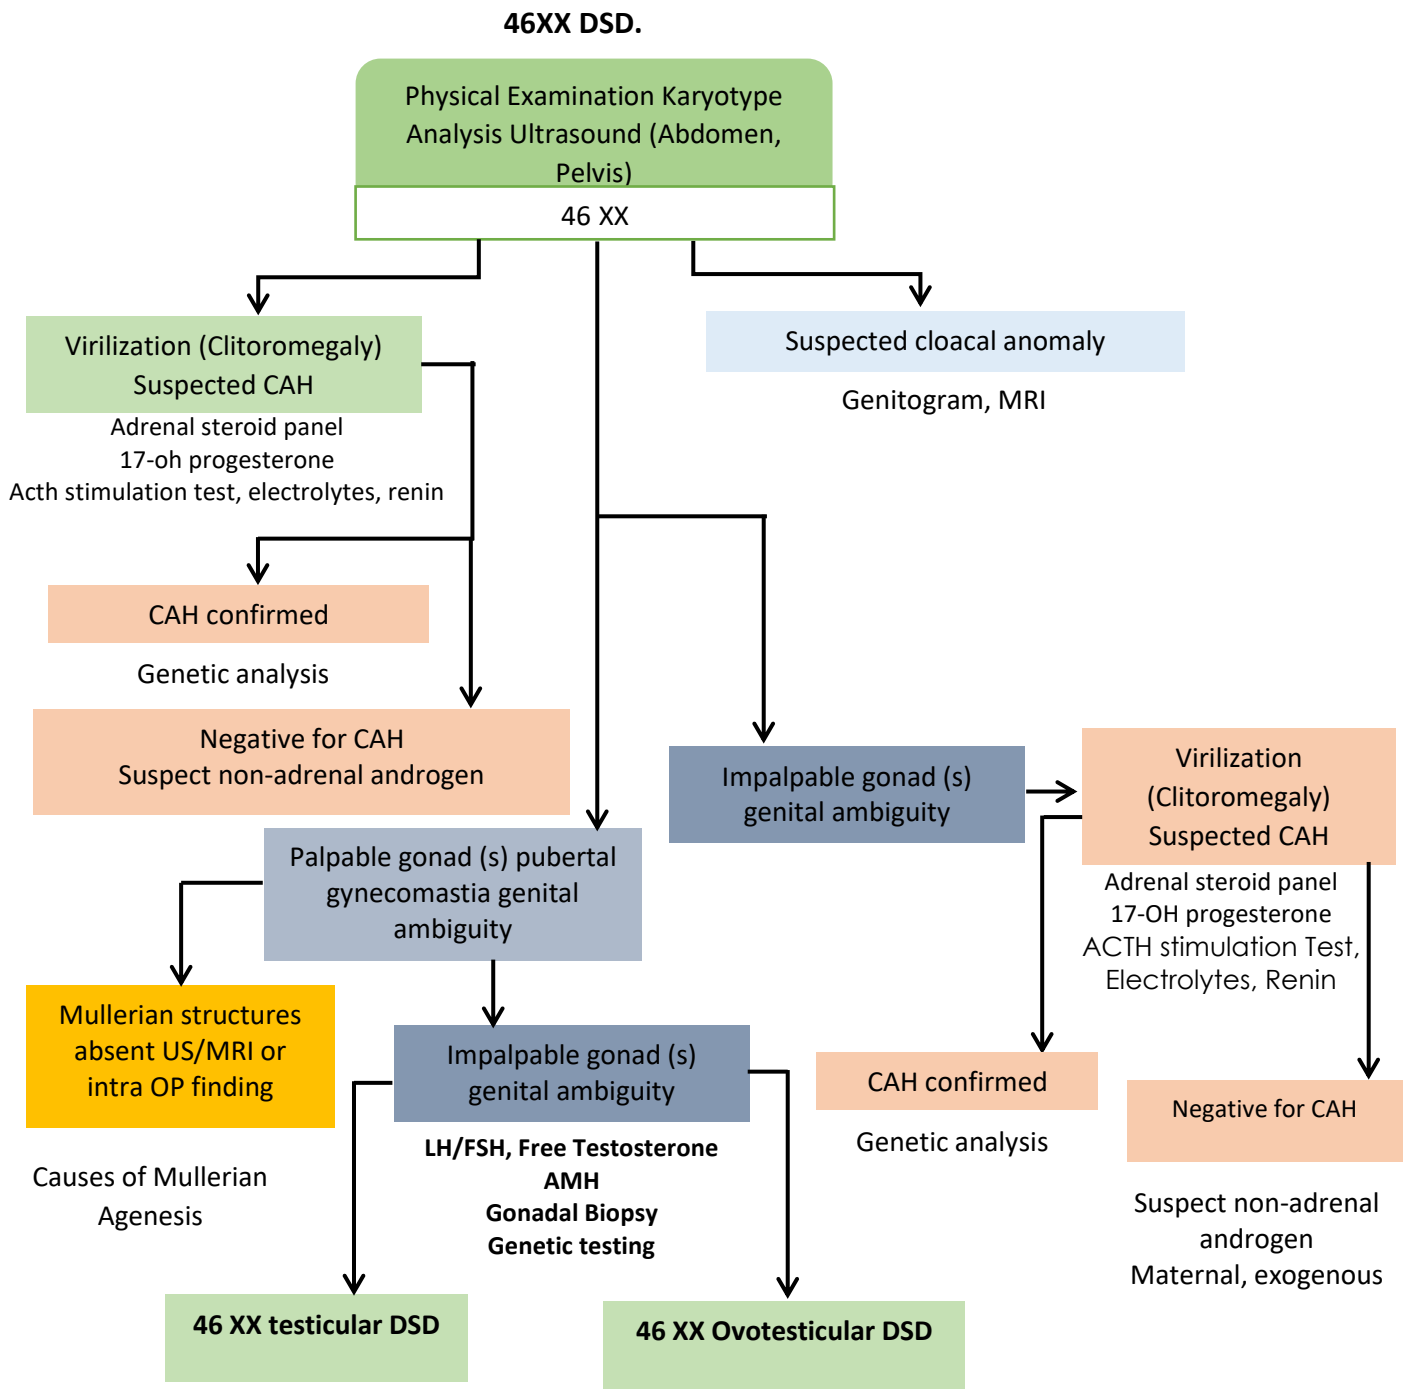 46XX DSD.
Physical Examination Karyotype
Analysis Ultrasound (Abdomen,
Pelvis)
46 XX
Virilization (Clitoromegaly)
Suspected CAH
Adrenal steroid panel
17-oh progesterone
Acth stimulation test, electrolytes, renin
Suspected cloacal anomaly
Genitogram, MRI
CAH confirmed
Genetic analysis
Negative for CAH
Suspect non-adrenal androgen
Impalpable gonad (s)
genital ambiguity
Virilization
(Clitoromegaly)
Suspected CAH
Adrenal steroid panel
17-OH progesterone
ACTH stimulation Test,
Electrolytes, Renin
Palpable gonad (s) pubertal
gynecomastia genital
ambiguity
Mullerian structures
absent US/MRI or
intra OP finding
Causes of Mullerian
Agenesis
Impalpable gonad (s)
genital ambiguity
LH/FSH, Free Testosterone
AMH
Gonadal Biopsy
Genetic testing
CAH confirmed
Genetic analysis
Negative for CAH
Suspect non-adrenal
androgen
Maternal, exogenous
46 XX testicular DSD
46 XX Ovotesticular DSD